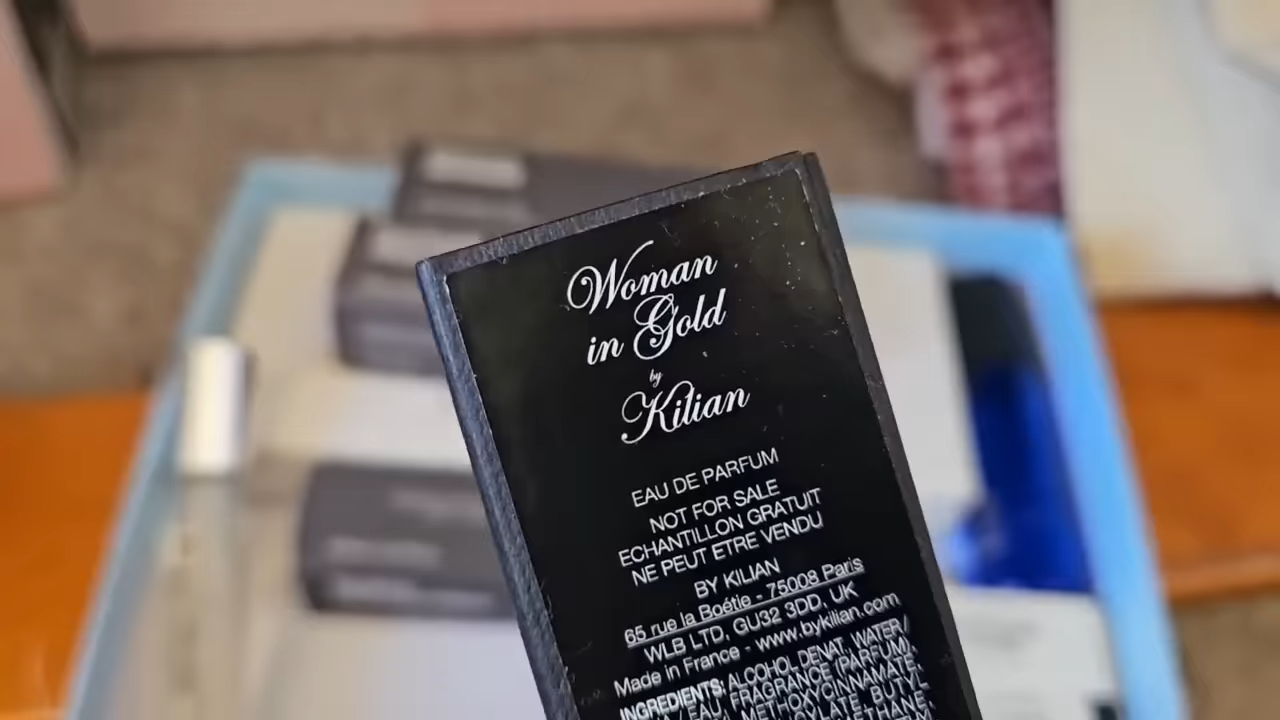 Woman
in Gold
by
Kilian
EAU DE PARFUM
NOT FOR SALE
ECHANTILLON GRATUIT
NE PEUT ETRE VENDU
BY KILIAN
65 rue la Boétie - 75008 Paris
WLB LTD, GU32 3DD, UK
Made in France - www.bykilian.com
INGREDIENTS: ALCOHOL DENAT, WATER /
/ EAU, FRAGRANCE (PARFUM),
METHOXYCINNAMATE,
BUTYL